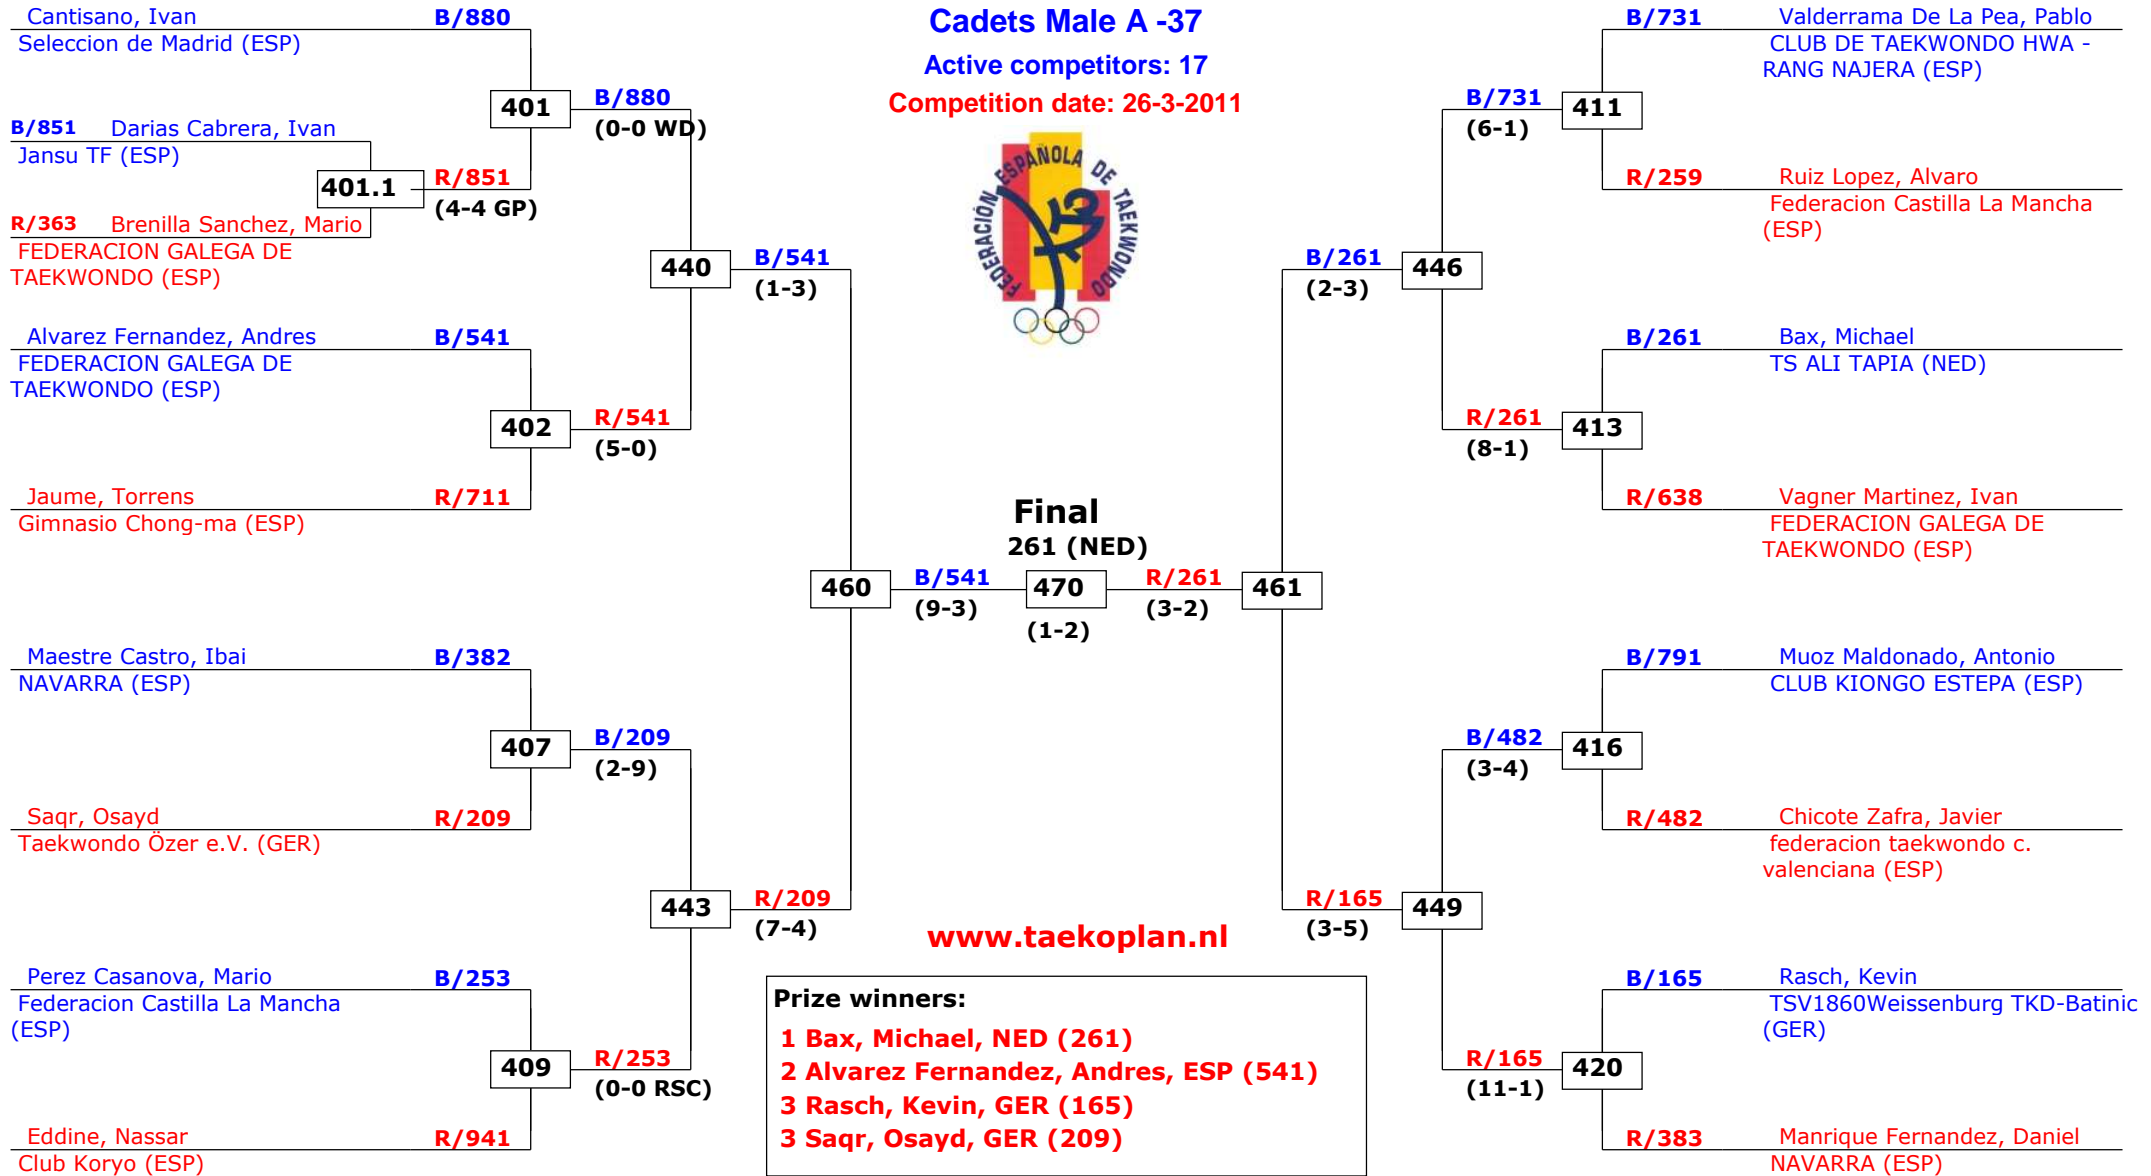 Cadets Male A -37
Active competitors: 17
Competition date: 26-3-2011
FEDERACIÓN ESPAÑOLA DE TAEKWONDO
Cantisano, Ivan B/880
Seleccion de Madrid (ESP)
401
B/880
(0-0 WD)
B/851 Darias Cabrera, Ivan
Jansu TF (ESP)
401.1
R/851
(4-4 GP)
R/363 Brenilla Sanchez, Mario
FEDERACION GALEGA DE
TAEKWONDO (ESP)
440
B/541
(1-3)
Alvarez Fernandez, Andres B/541
FEDERACION GALEGA DE
TAEKWONDO (ESP)
402
R/541
(5-0)
Jaume, Torrens R/711
Gimnasio Chong-ma (ESP)
460
B/541
(9-3)
Maestre Castro, Ibai B/382
NAVARRA (ESP)
407
B/209
(2-9)
Saqr, Osayd R/209
Taekwondo Özer e.V. (GER)
443
R/209
(7-4)
Perez Casanova, Mario B/253
Federacion Castilla La Mancha
(ESP)
409
R/253
(0-0 RSC)
Eddine, Nassar R/941
Club Koryo (ESP)
Final
261 (NED)
470
(1-2)
B/731 Valderrama De La Pea, Pablo
CLUB DE TAEKWONDO HWA -
RANG NAJERA (ESP)
B/731
(6-1)
411
R/259 Ruiz Lopez, Alvaro
Federacion Castilla La Mancha
(ESP)
B/261
(2-3)
446
B/261 Bax, Michael
TS ALI TAPIA (NED)
R/261
(8-1)
413
R/638 Vagner Martinez, Ivan
FEDERACION GALEGA DE
TAEKWONDO (ESP)
R/261
(3-2)
461
B/791 Muoz Maldonado, Antonio
CLUB KIONGO ESTEPA (ESP)
B/482
(3-4)
416
R/482 Chicote Zafra, Javier
federacion taekwondo c.
valenciana (ESP)
R/165
(3-5)
449
B/165 Rasch, Kevin
TSV1860Weissenburg TKD-Batinic
(GER)
R/165
(11-1)
420
R/383 Manrique Fernandez, Daniel
NAVARRA (ESP)
www.taekoplan.nl
Prize winners:
1 Bax, Michael, NED (261)
2 Alvarez Fernandez, Andres, ESP (541)
3 Rasch, Kevin, GER (165)
3 Saqr, Osayd, GER (209)